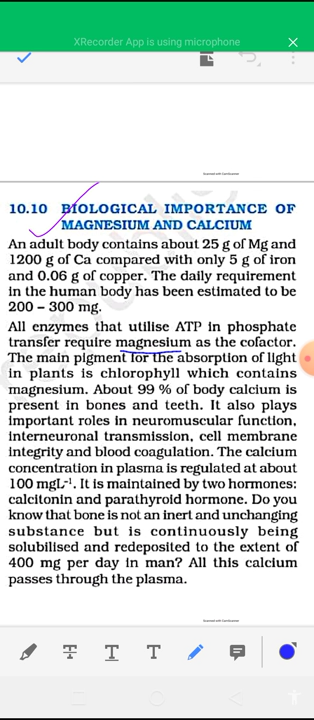 XRecorder App is using microphone
Scanned with CamScanner
10.10 BIOLOGICAL IMPORTANCE OF
MAGNESIUM AND CALCIUM
An adult body contains about 25 g of Mg and
1200 g of Ca compared with only 5 g of iron
and 0.06 g of copper. The daily requirement
in the human body has been estimated to be
200 – 300 mg.
All enzymes that utilise ATP in phosphate
transfer require magnesium as the cofactor.
The main pigment for the absorption of light
in plants is chlorophyll which contains
magnesium. About 99 % of body calcium is
present in bones and teeth. It also plays
important roles in neuromuscular function,
interneuronal transmission, cell membrane
integrity and blood coagulation. The calcium
concentration in plasma is regulated at about
100 mgL⁻¹. It is maintained by two hormones:
calcitonin and parathyroid hormone. Do you
know that bone is not an inert and unchanging
substance but is continuously being
solubilised and redeposited to the extent of
400 mg per day in man? All this calcium
passes through the plasma.
Scanned with CamScanner